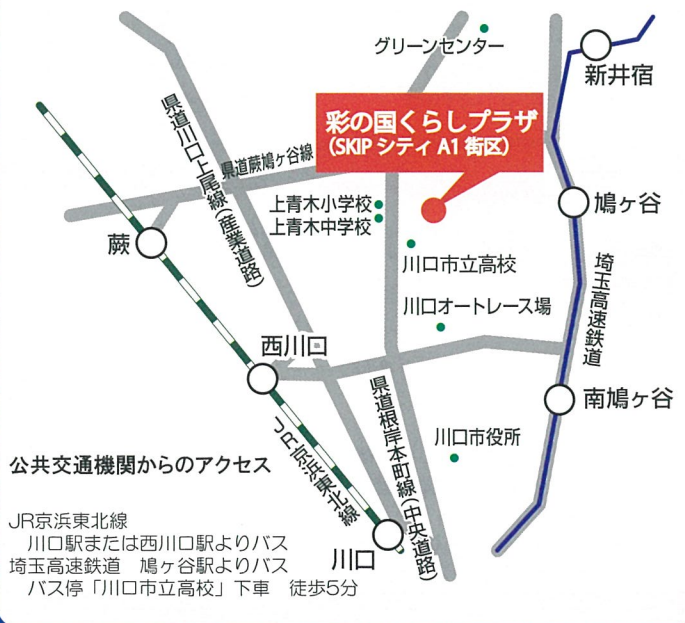 グリーンセンター
新井宿
彩の国くらしプラザ
（SKIP シティ A1 街区）
県道川口上尾線（産業道路）
県道蕨鳩ヶ谷線
上青木小学校
上青木中学校
鳩ヶ谷
蕨
川口市立高校
埼玉高速鉄道
川口オートレース場
西川口
県道根岸本町線（中央道路）
南鳩ヶ谷
川口市役所
JR京浜東北線
川口
公共交通機関からのアクセス
JR京浜東北線
川口駅または西川口駅よりバス
埼玉高速鉄道　鳩ヶ谷駅よりバス
バス停「川口市立高校」下車　徒歩5分